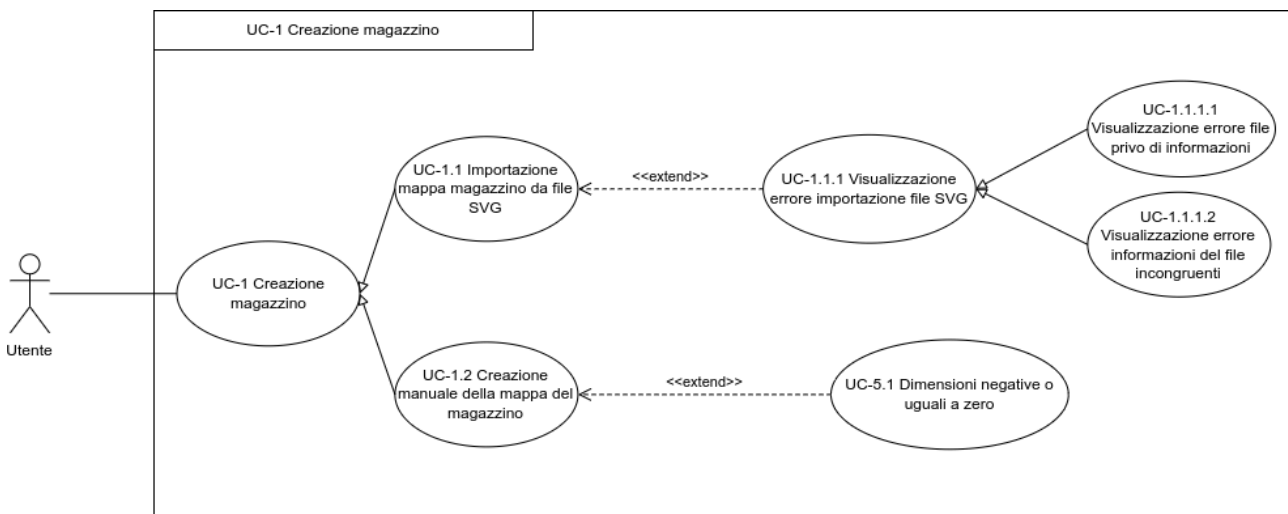 UC-1 Creazione magazzino
UC-1.1.1.1
Visualizzazione errore file
privo di informazioni
UC-1.1 Importazione
mappa magazzino da file
SVG
<<extend>>
UC-1.1.1 Visualizzazione
errore importazione file SVG
UC-1.1.1.2
Visualizzazione errore
informazioni del file
incongruenti
UC-1 Creazione
magazzino
Utente
UC-1.2 Creazione
manuale della mappa del
magazzino
<<extend>>
UC-5.1 Dimensioni negative o
uguali a zero